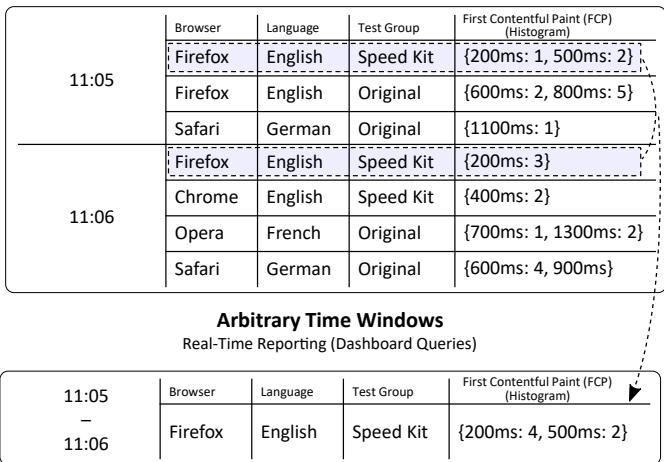 Browser Language Test Group First Contentful Paint (FCP)
(Histogram)
11:05
Firefox English Speed Kit {200ms: 1, 500ms: 2}
Firefox English Original {600ms: 2, 800ms: 5}
Safari German Original {1100ms: 1}
11:06
Firefox English Speed Kit {200ms: 3}
Chrome English Speed Kit {400ms: 2}
Opera French Original {700ms: 1, 1300ms: 2}
Safari German Original {600ms: 4, 900ms}
Arbitrary Time Windows
Real-Time Reporting (Dashboard Queries)
11:05
–
11:06
Browser Language Test Group First Contentful Paint (FCP)
(Histogram)
Firefox English Speed Kit {200ms: 4, 500ms: 2}